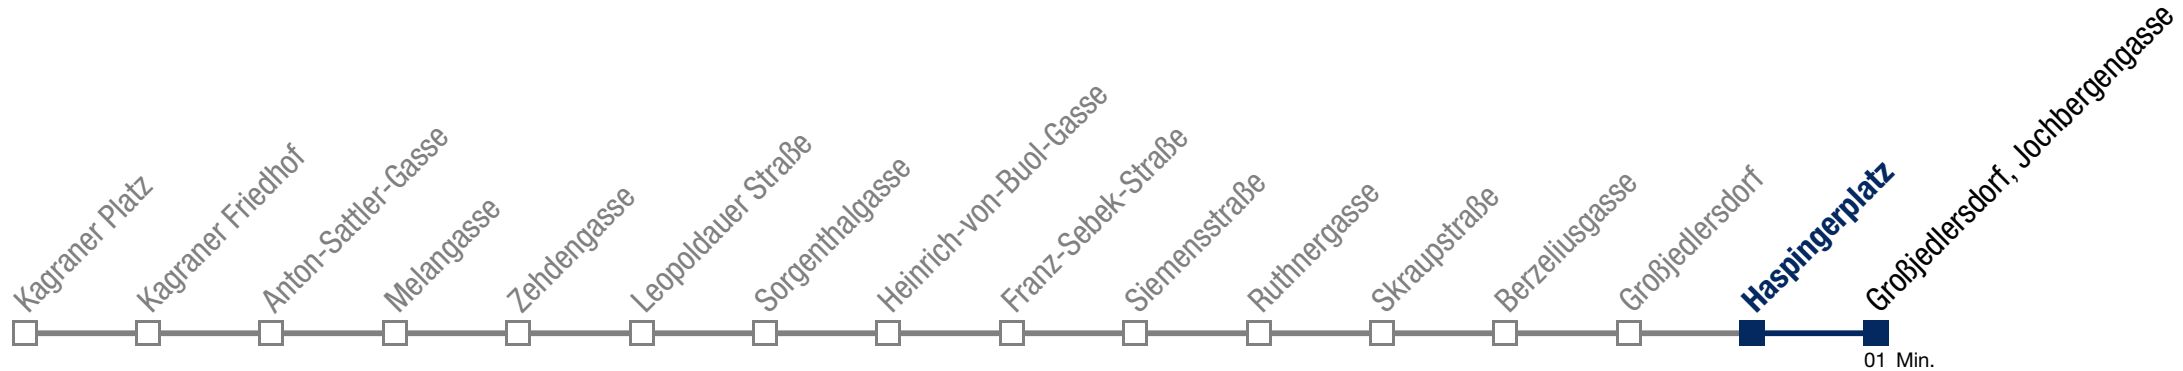 Kagraner Platz
Kagraner Friedhof
Anton-Sattler-Gasse
Melangasse
Zehdengasse
Leopoldauer Straße
Sorgenthalgasse
Heinrich-von-Buol-Gasse
Franz-Sebek-Straße
Siemensstraße
Ruthnergasse
Skraupstraße
Berzeliusgasse
Großjedlersdorf
Haspingerplatz
Großjedlersdorf, Jochbergengasse
01 Min.